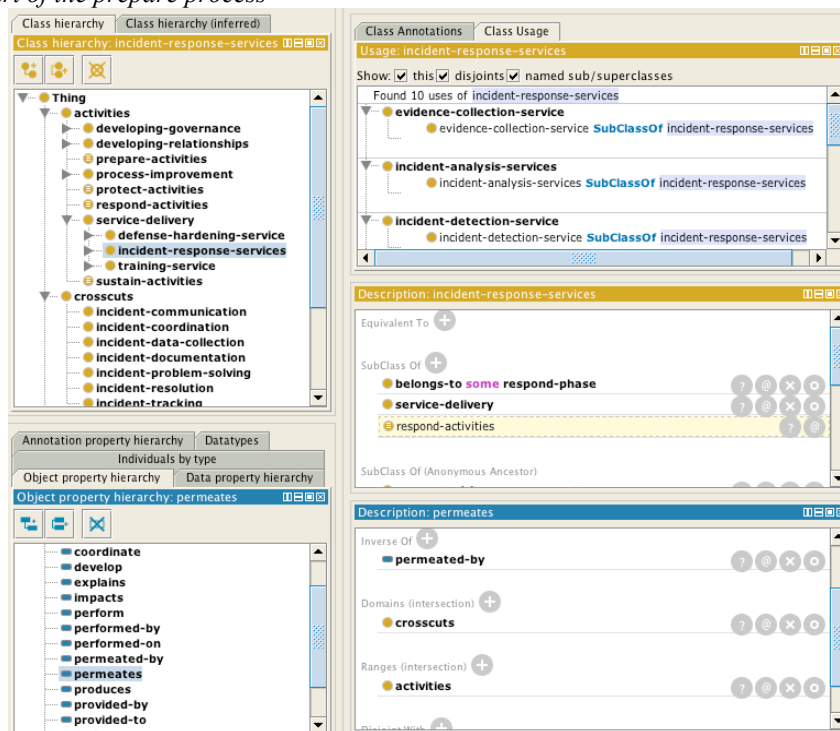 rt of the prepare process
Class hierarchy
Class hierarchy (inferred)
Class hierarchy: incident-response-services
Thing
activities
developing-governance
developing-relationships
prepare-activities
process-improvement
protect-activities
respond-activities
service-delivery
defense-hardening-service
incident-response-services
training-service
sustain-activities
crosscuts
incident-communication
incident-coordination
incident-data-collection
incident-documentation
incident-problem-solving
incident-resolution
incident-tracking
Annotation property hierarchy
Datatypes
Individuals by type
Object property hierarchy
Data property hierarchy
Object property hierarchy: permeates
coordinate
develop
explains
impacts
perform
performed-by
performed-on
permeated-by
permeates
produces
provided-by
provided-to
Class Annotations
Class Usage
Usage: incident-response-services
Show: this disjoints named sub/superclasses
Found 10 uses of incident-response-services
evidence-collection-service
evidence-collection-service SubClassOf incident-response-services
incident-analysis-services
incident-analysis-services SubClassOf incident-response-services
incident-detection-service
incident-detection-service SubClassOf incident-response-services
Description: incident-response-services
Equivalent To
SubClass Of
belongs-to some respond-phase
service-delivery
respond-activities
SubClass Of (Anonymous Ancestor)
Description: permeates
Inverse Of
permeated-by
Domains (intersection)
crosscuts
Ranges (intersection)
activities
Disjoint With